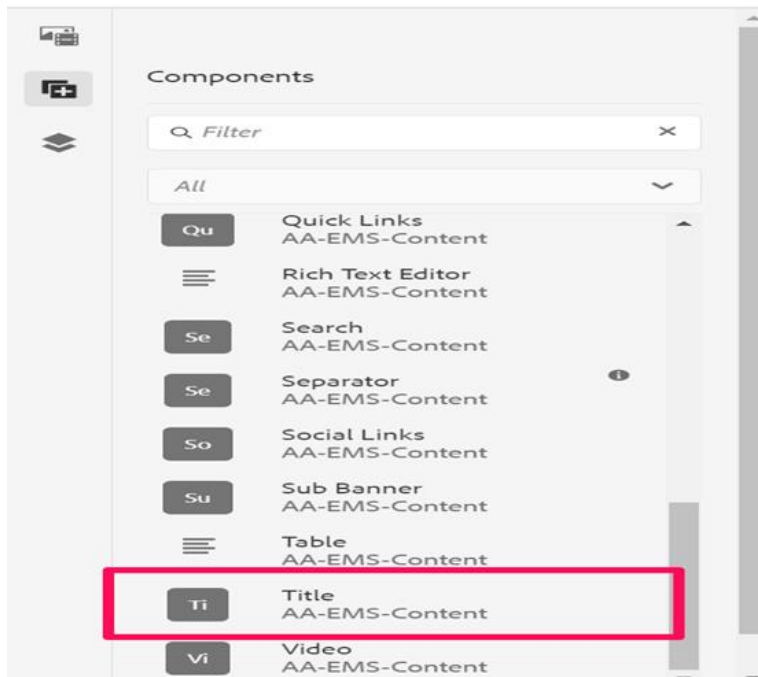 Components
Filter
All
Qu
Quick Links
AA-EMS-Content
Rich Text Editor
AA-EMS-Content
Se
Search
AA-EMS-Content
Se
Separator
AA-EMS-Content
So
Social Links
AA-EMS-Content
Su
Sub Banner
AA-EMS-Content
Table
AA-EMS-Content
Ti
Title
AA-EMS-Content
Vi
Video
AA-EMS-Content